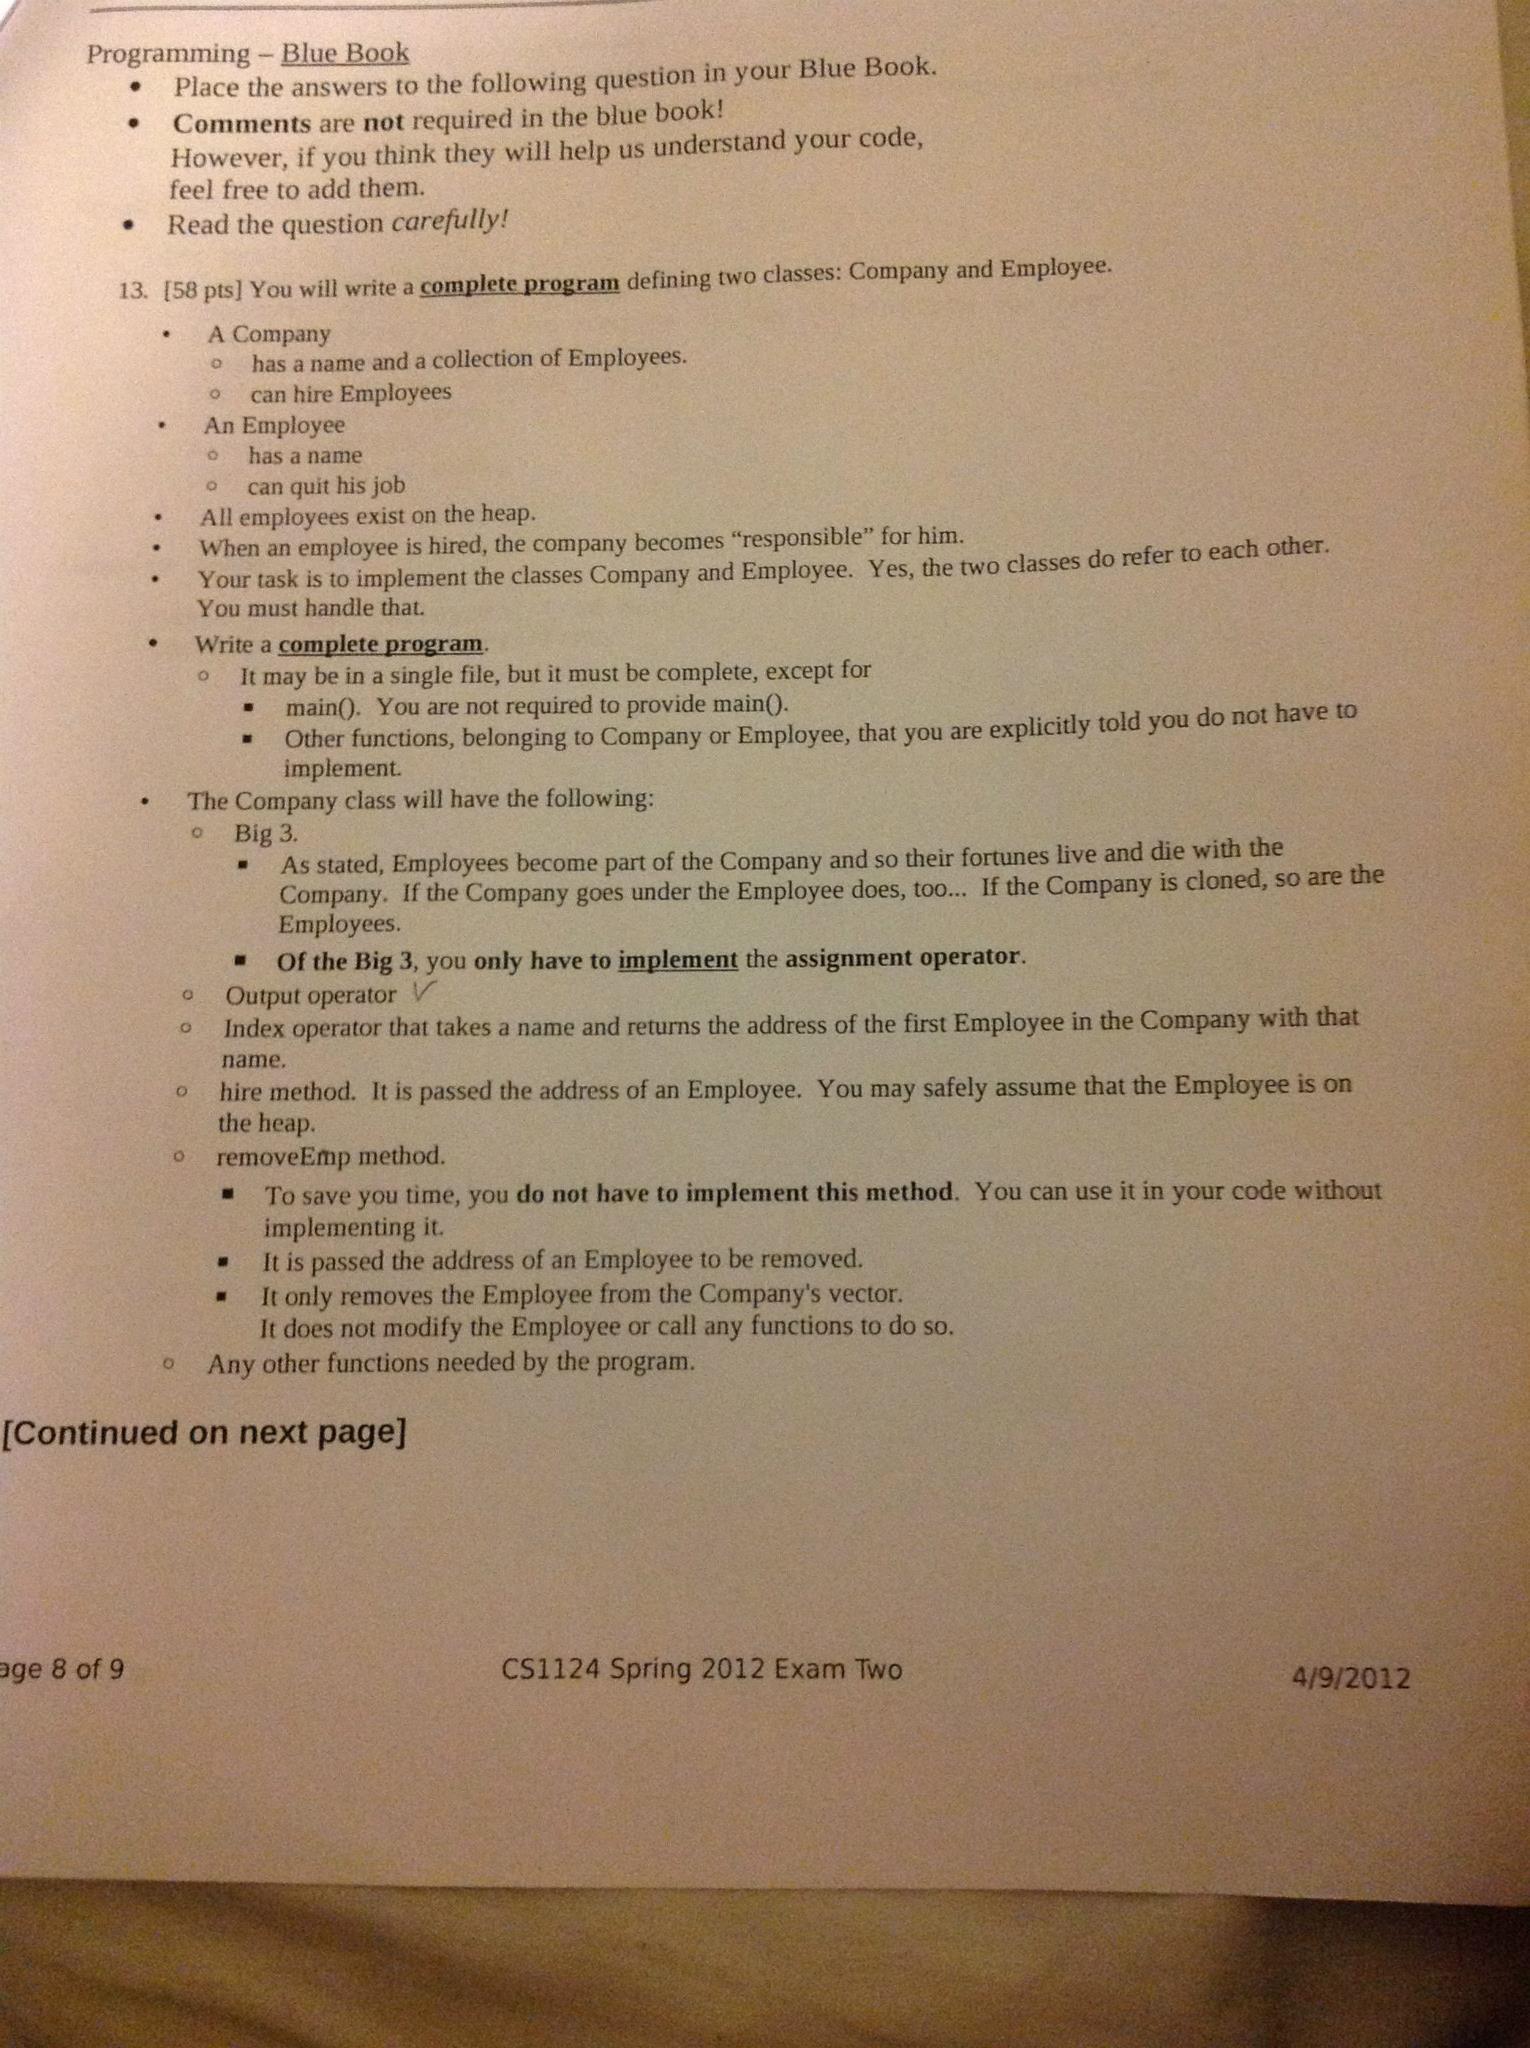 Programming – Blue Book
• Place the answers to the following question in your Blue Book.
• Comments are not required in the blue book!
However, if you think they will help us understand your code,
feel free to add them.
• Read the question carefully!
13. [58 pts] You will write a complete program defining two classes: Company and Employee.
• A Company
○ has a name and a collection of Employees.
○ can hire Employees
• An Employee
○ has a name
○ can quit his job
• All employees exist on the heap.
• When an employee is hired, the company becomes “responsible” for him.
• Your task is to implement the classes Company and Employee. Yes, the two classes do refer to each other.
You must handle that.
• Write a complete program.
○ It may be in a single file, but it must be complete, except for
▪ main(). You are not required to provide main().
▪ Other functions, belonging to Company or Employee, that you are explicitly told you do not have to
implement.
• The Company class will have the following:
○ Big 3.
▪ As stated, Employees become part of the Company and so their fortunes live and die with the
Company. If the Company goes under the Employee does, too... If the Company is cloned, so are the
Employees.
▪ Of the Big 3, you only have to implement the assignment operator.
○ Output operator ✓
○ Index operator that takes a name and returns the address of the first Employee in the Company with that
name.
○ hire method. It is passed the address of an Employee. You may safely assume that the Employee is on
the heap.
○ removeEmp method.
▪ To save you time, you do not have to implement this method. You can use it in your code without
implementing it.
▪ It is passed the address of an Employee to be removed.
▪ It only removes the Employee from the Company's vector.
It does not modify the Employee or call any functions to do so.
○ Any other functions needed by the program.
[Continued on next page]
age 8 of 9 CS1124 Spring 2012 Exam Two 4/9/2012